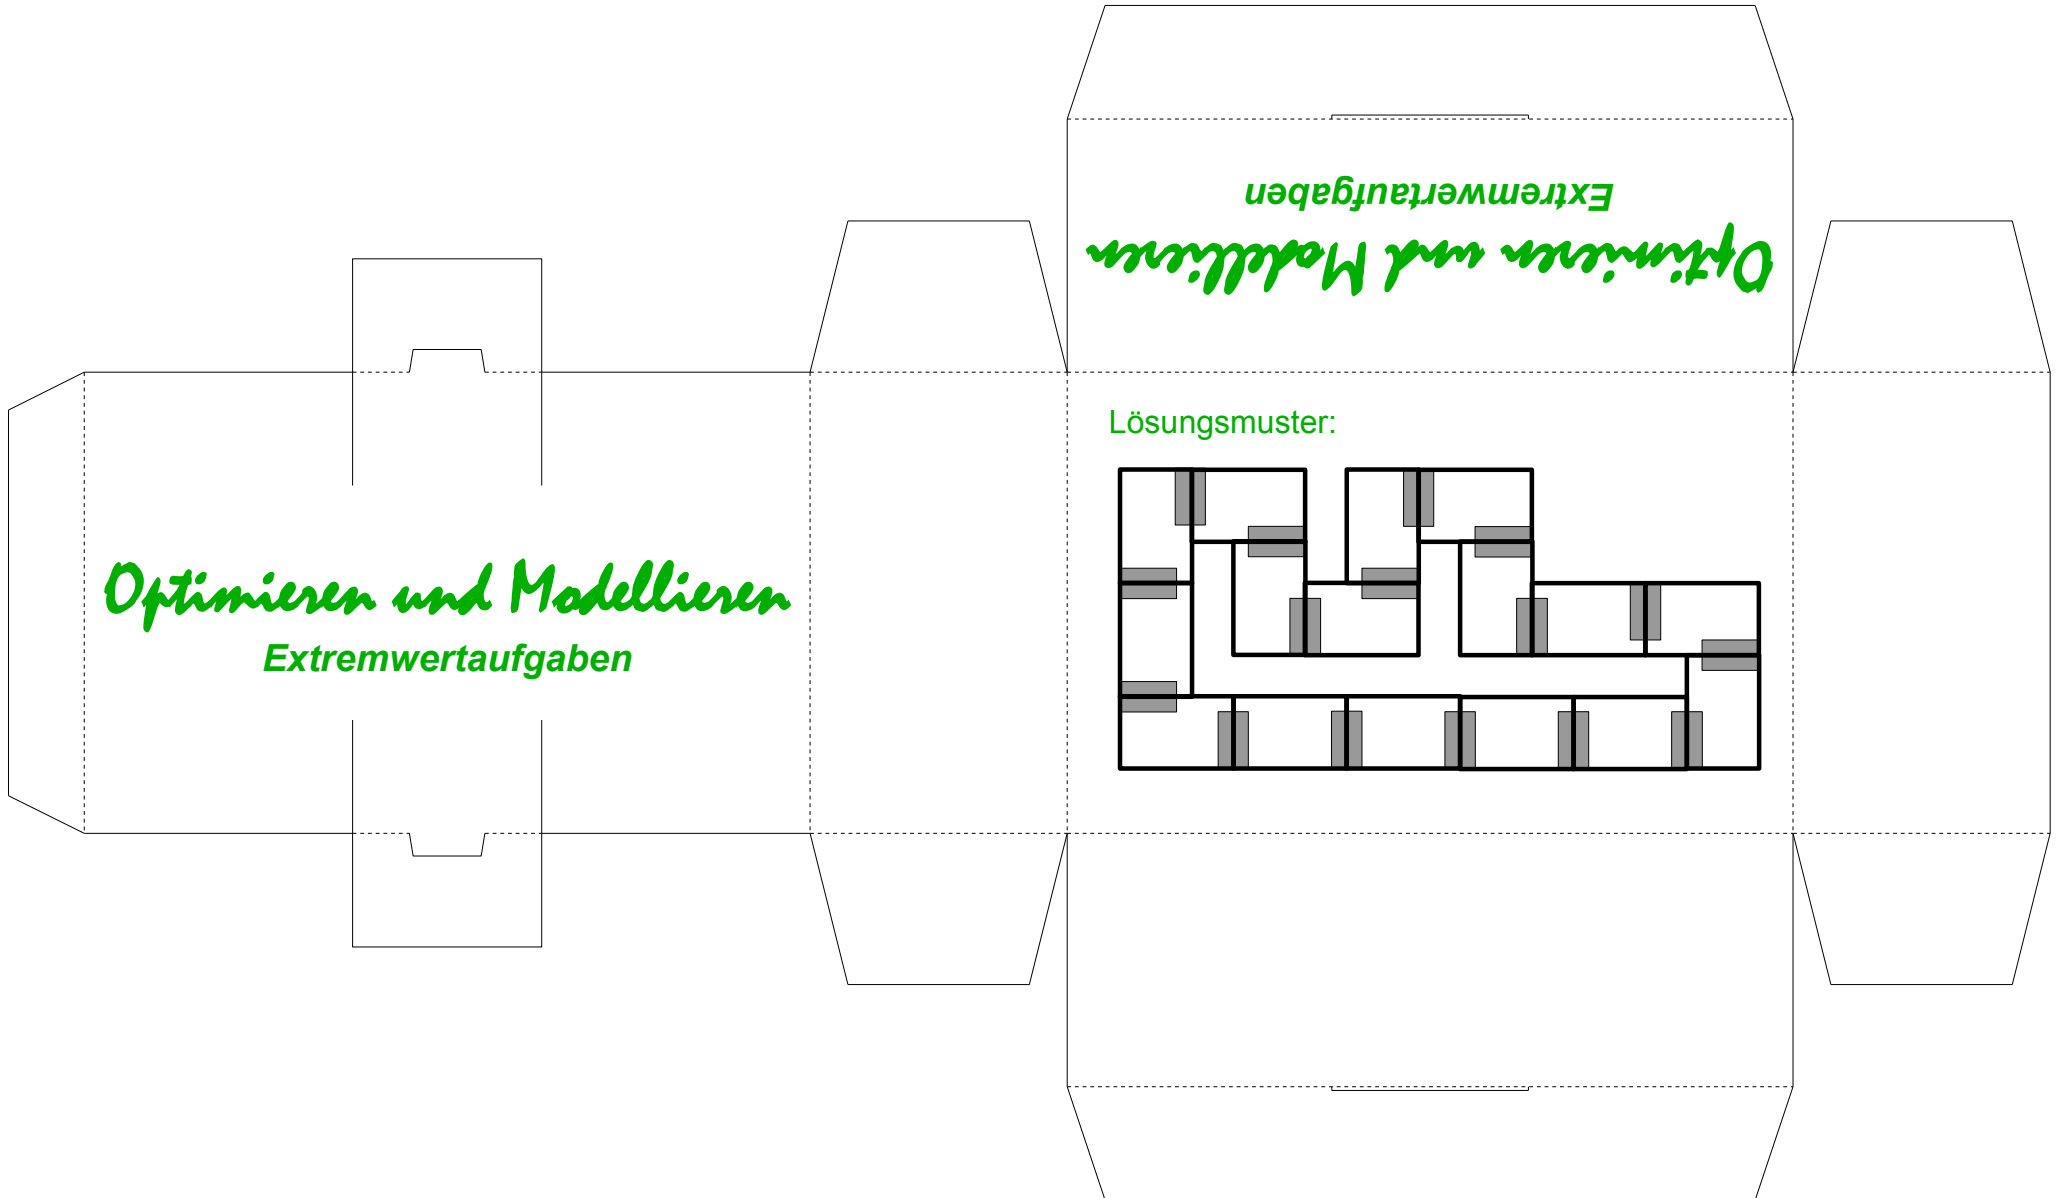 Extremwertaufgaben
Optimieren und Modellieren
Lösungsmuster:
Optimieren und Modellieren
Extremwertaufgaben